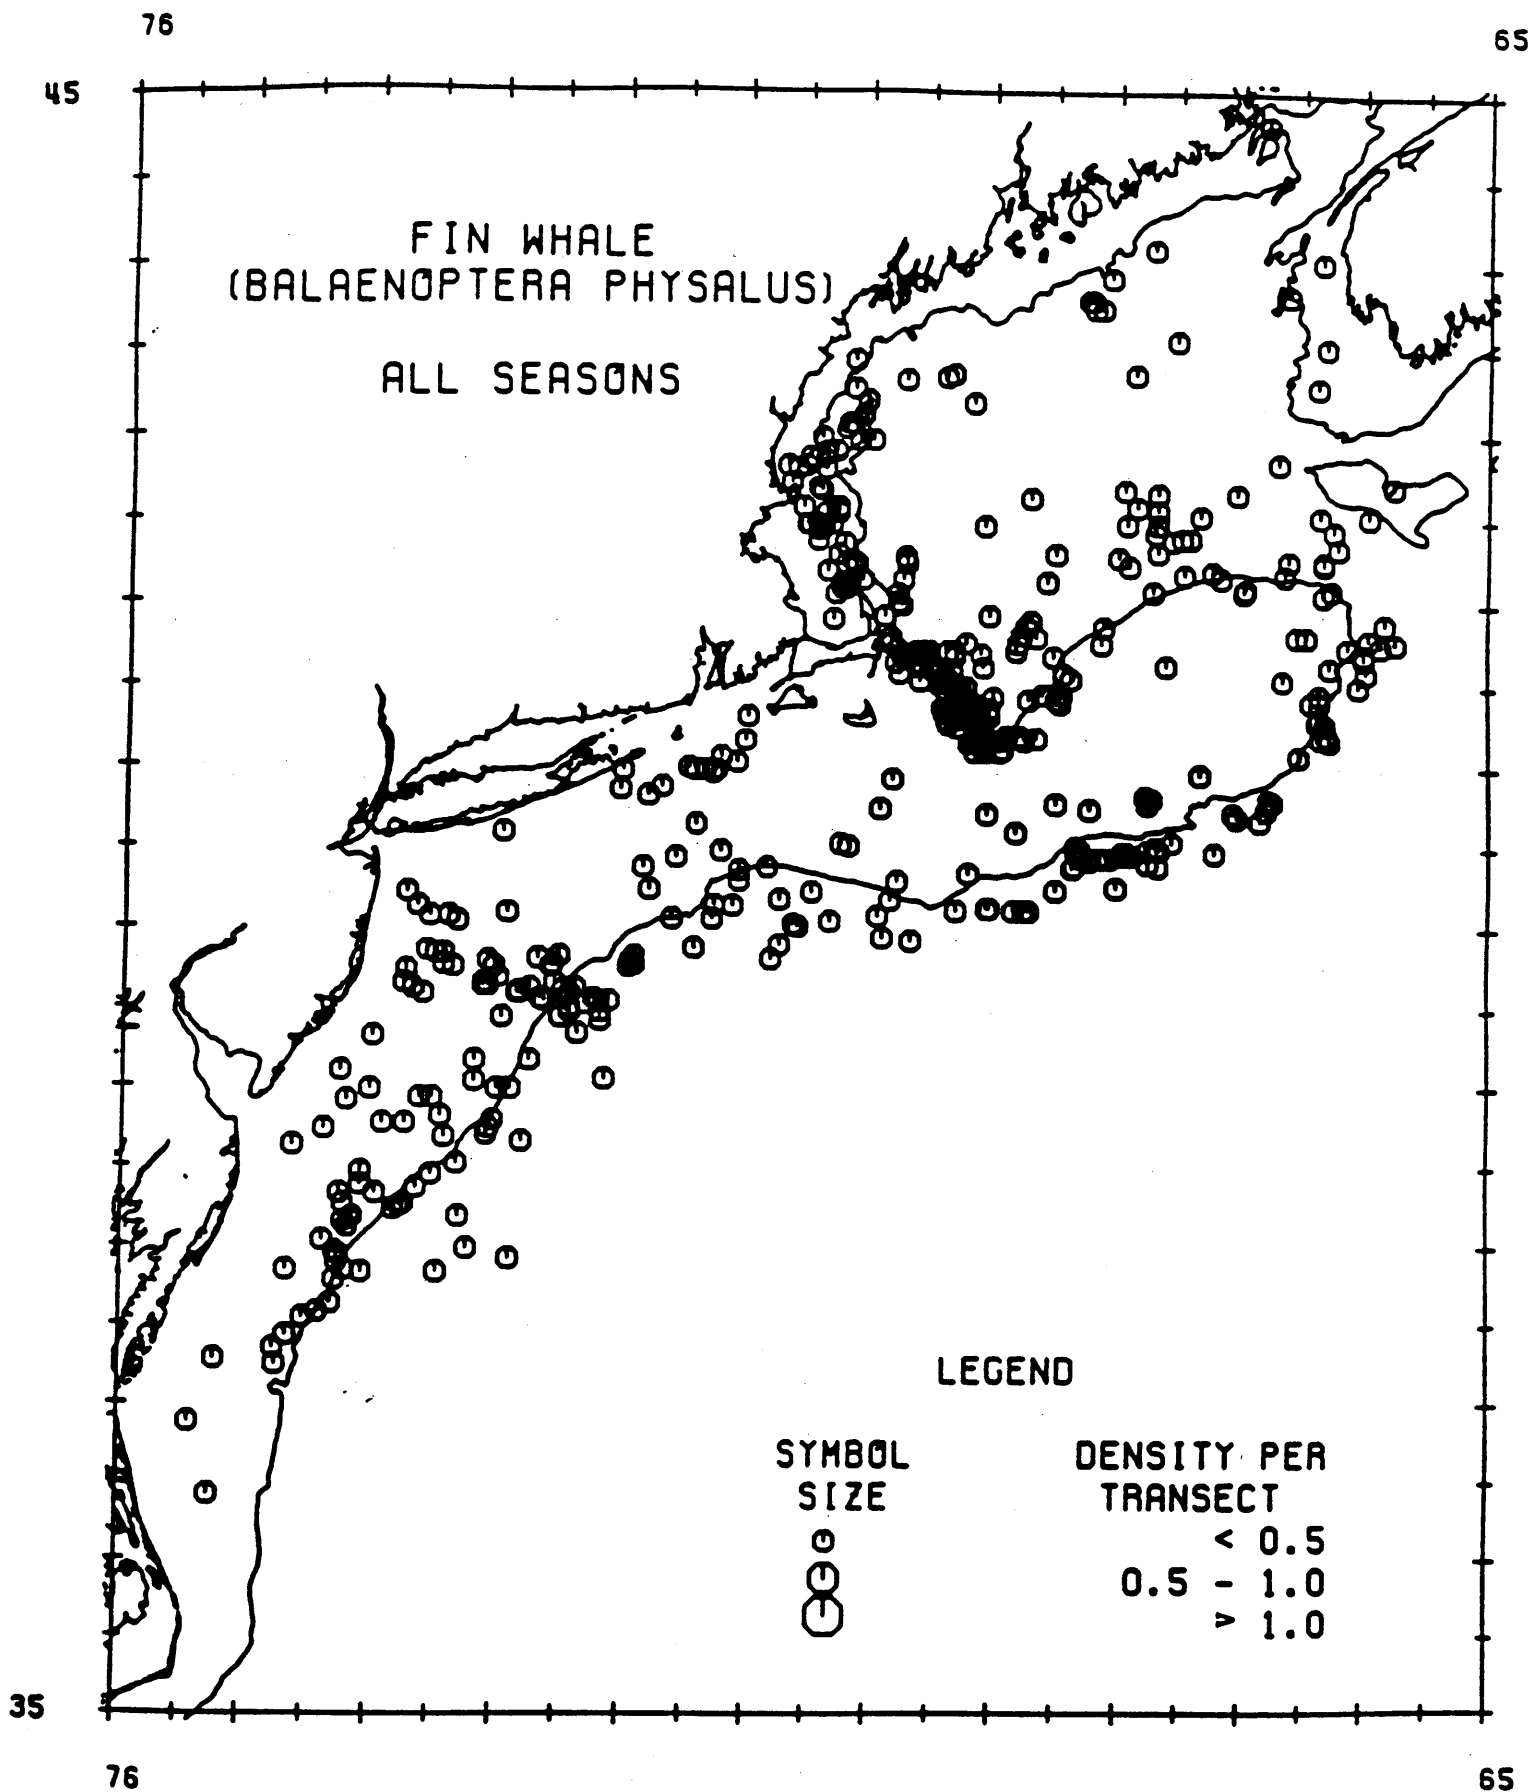 76
65
45
FIN WHALE
(BALAENOPTERA PHYSALUS)
ALL SEASONS
LEGEND
SYMBOL SIZE
DENSITY PER TRANSECT
< 0.5
0.5 - 1.0
> 1.0
35
76
65